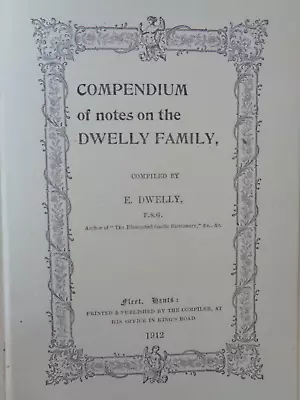 COMPENDIUM
of notes on the
DWELLY FAMILY,
COMPILED BY
E. DWELLY,
F.S.G.
Author of "The Illustrated Gaelic Dictionary," &c., &c.
Fleet, Hants:
PRINTED & PUBLISHED BY THE COMPILER, AT
HIS OFFICE IN KING'S ROAD
1912